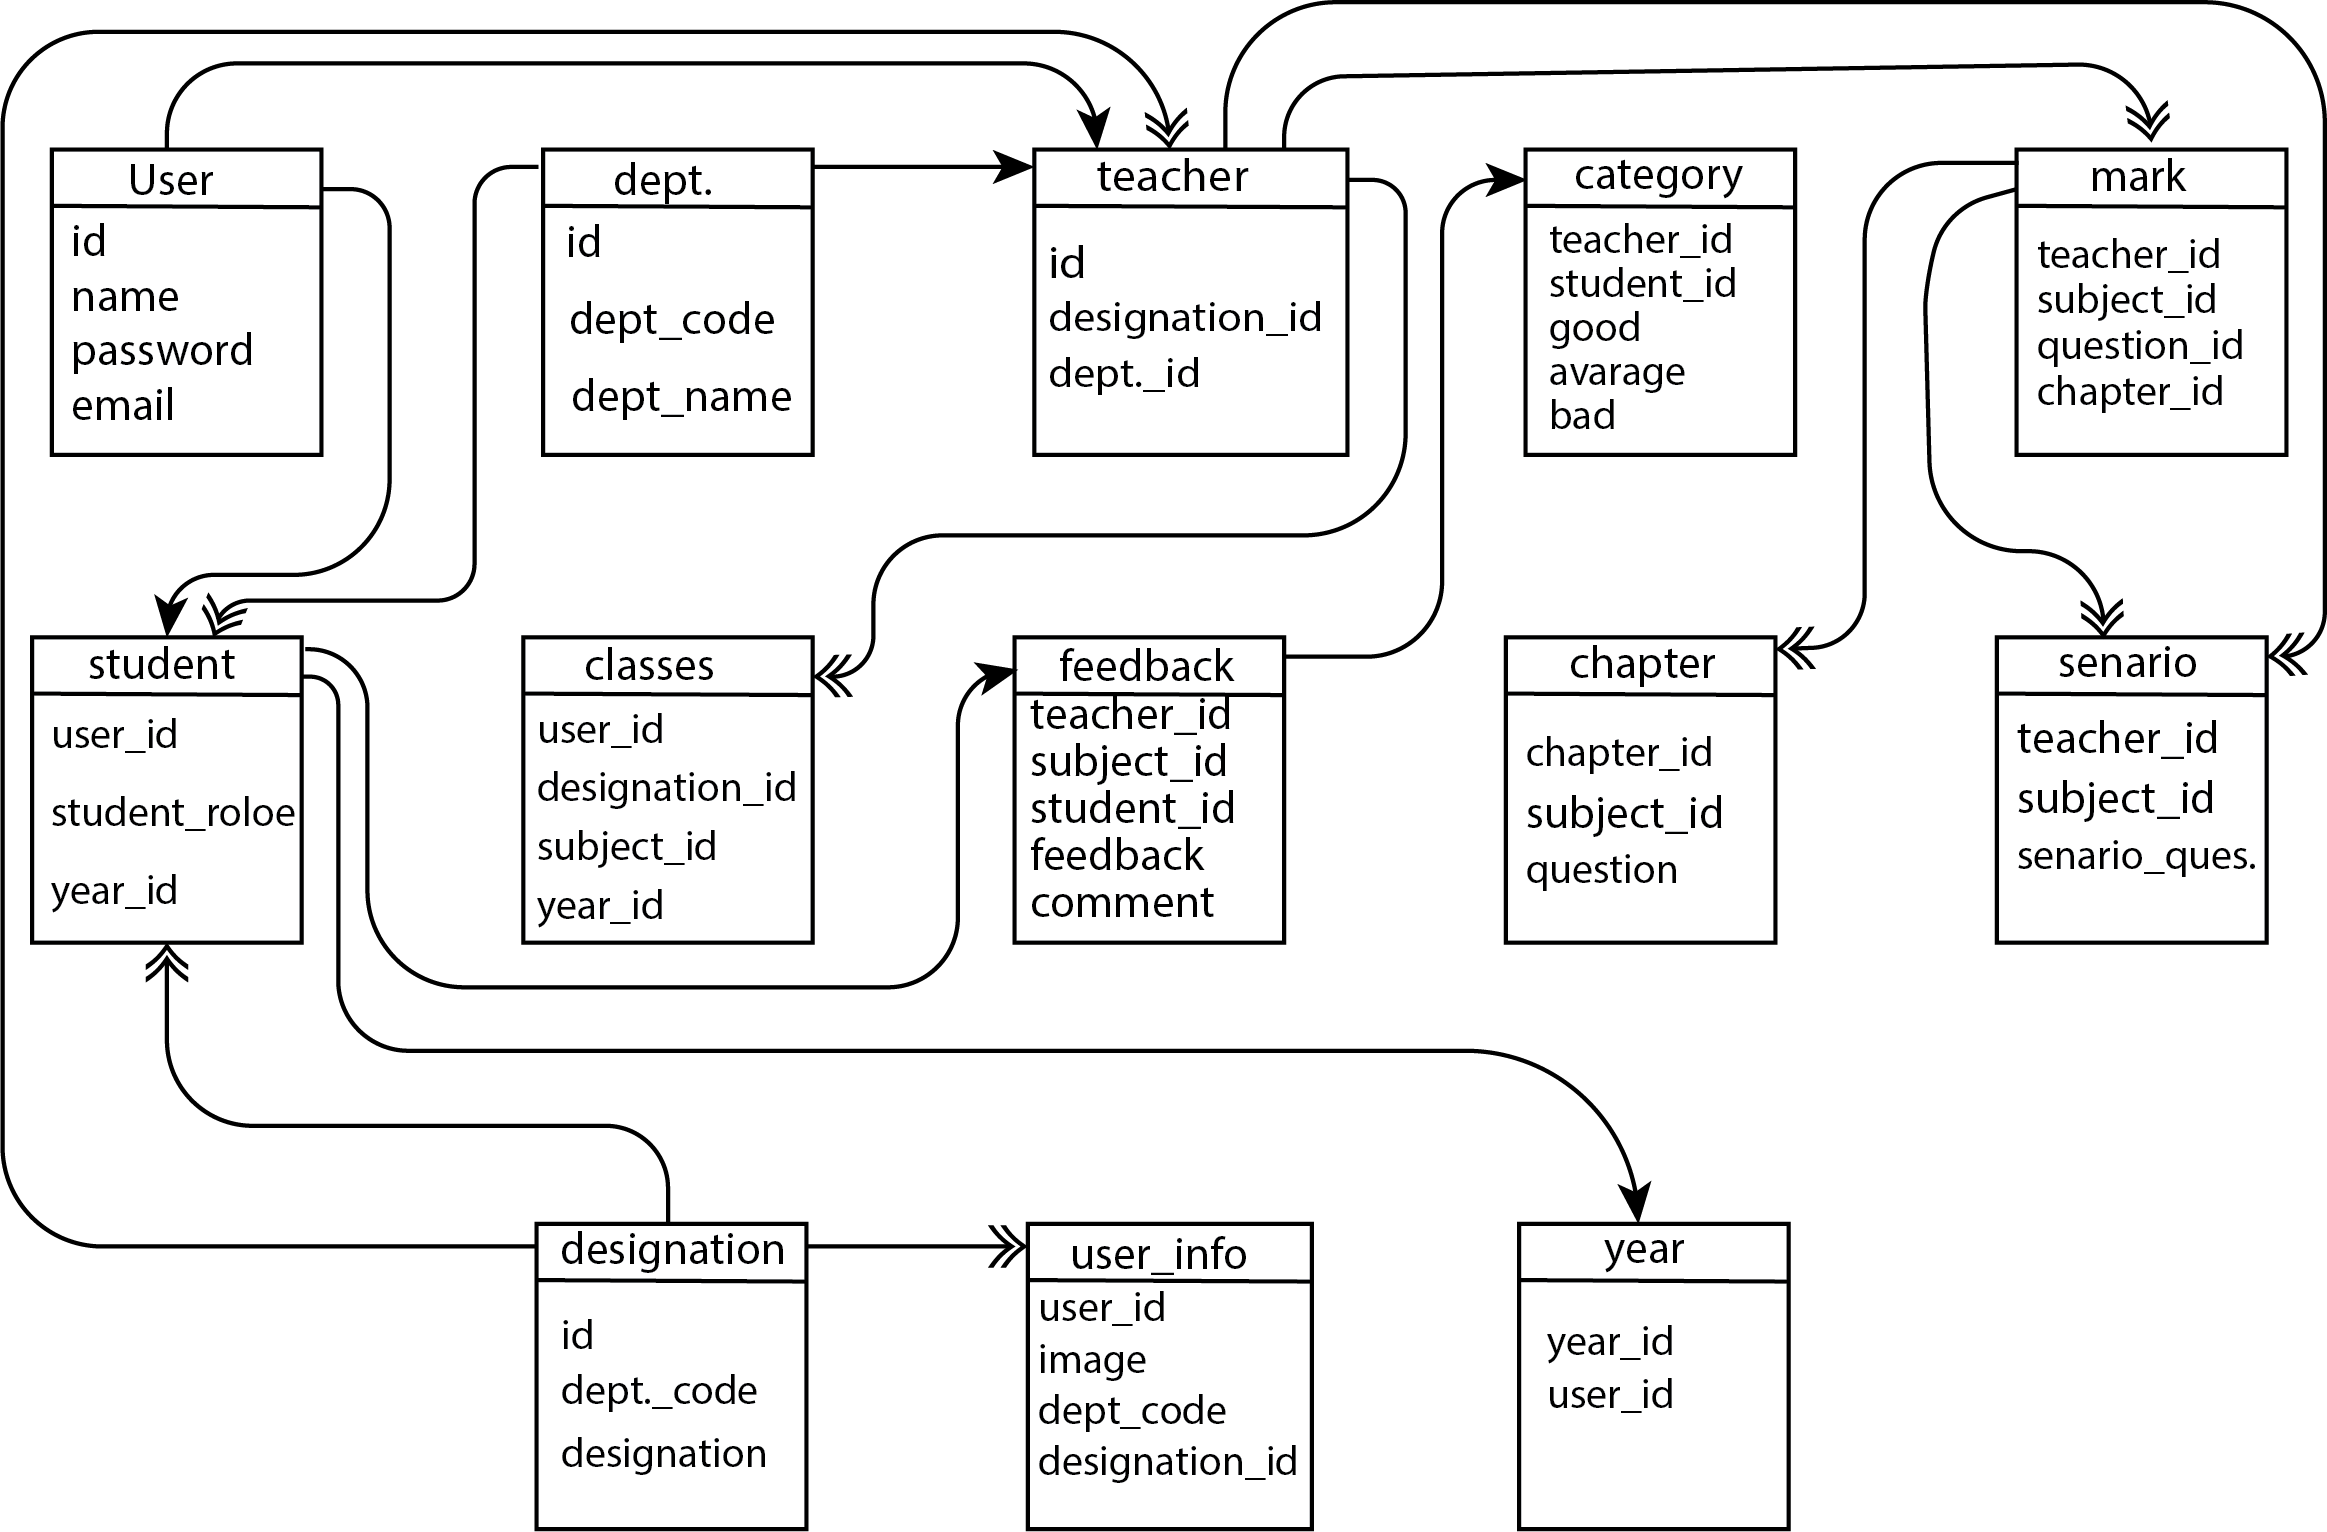 User
id
name
password
email
dept.
id
dept_code
dept_name
teacher
id
designation_id
dept._id
category
teacher_id
student_id
good
avarage
bad
mark
teacher_id
subject_id
question_id
chapter_id
student
user_id
student_roloe
year_id
classes
user_id
designation_id
subject_id
year_id
feedback
teacher_id
subject_id
student_id
feedback
comment
chapter
chapter_id
subject_id
question
senario
teacher_id
subject_id
senario_ques.
designation
id
dept._code
designation
user_info
user_id
image
dept_code
designation_id
year
year_id
user_id